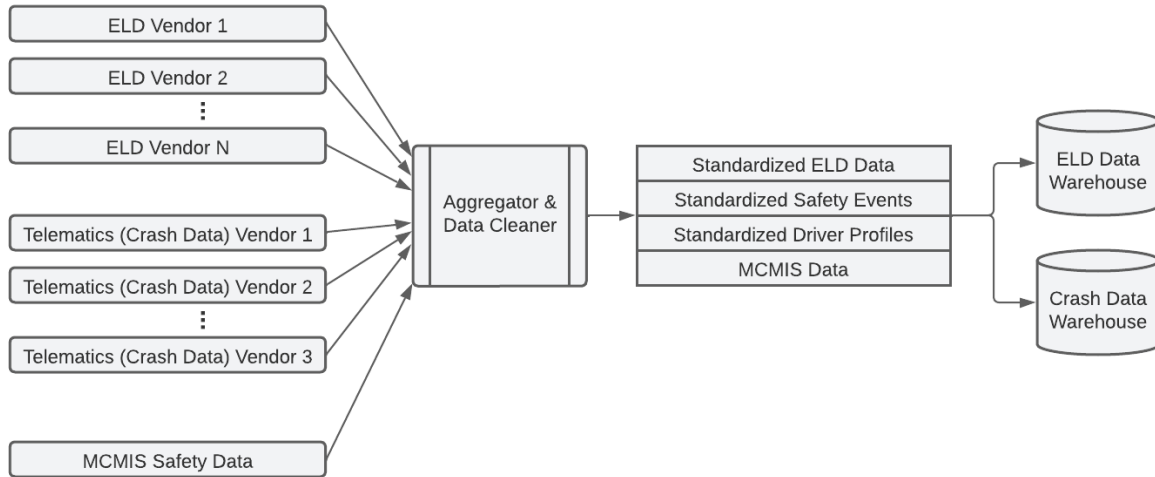 ELD Vendor 1
ELD Vendor 2
⋮
ELD Vendor N
Telematics (Crash Data) Vendor 1
Telematics (Crash Data) Vendor 2
⋮
Telematics (Crash Data) Vendor 3
MCMIS Safety Data
Aggregator &
Data Cleaner
Standardized ELD Data
Standardized Safety Events
Standardized Driver Profiles
MCMIS Data
ELD Data
Warehouse
Crash Data
Warehouse